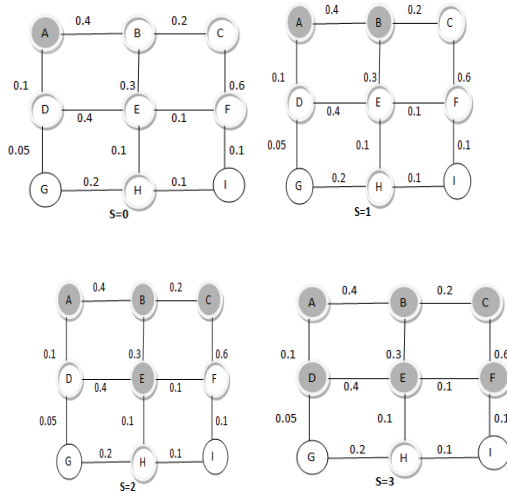 0.4 0.2
A B C
0.1 0.3 0.6
D E F
0.4 0.1
0.05 0.1 0.1
G 0.2 H 0.1 I
S=0
0.4 0.2
A B C
0.1 0.3 0.6
D E F
0.4 0.1
0.05 0.1 0.1
G 0.2 H 0.1 I
S=1
A 0.4 B 0.2 C
0.1 0.3 0.6
D 0.4 E 0.1 F
0.05 0.1 0.1
G 0.2 H 0.1 I
S=2
A 0.4 B 0.2 C
0.1 0.3 0.6
D 0.4 E 0.1 F
0.05 0.1 0.1
G 0.2 H 0.1 I
S=3